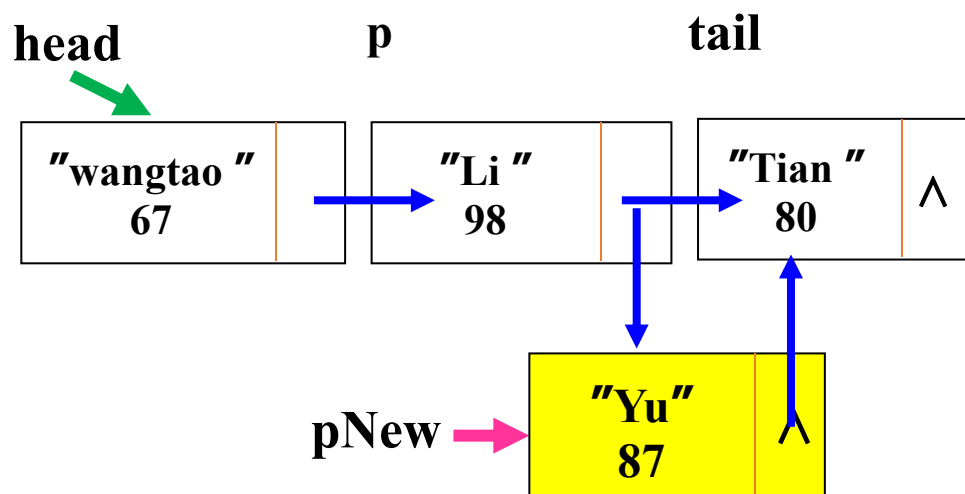 head
p
tail
″wangtao ″
67
″Li ″
98
″Tian ″
80
∧
pNew
″Yu″
87
∧